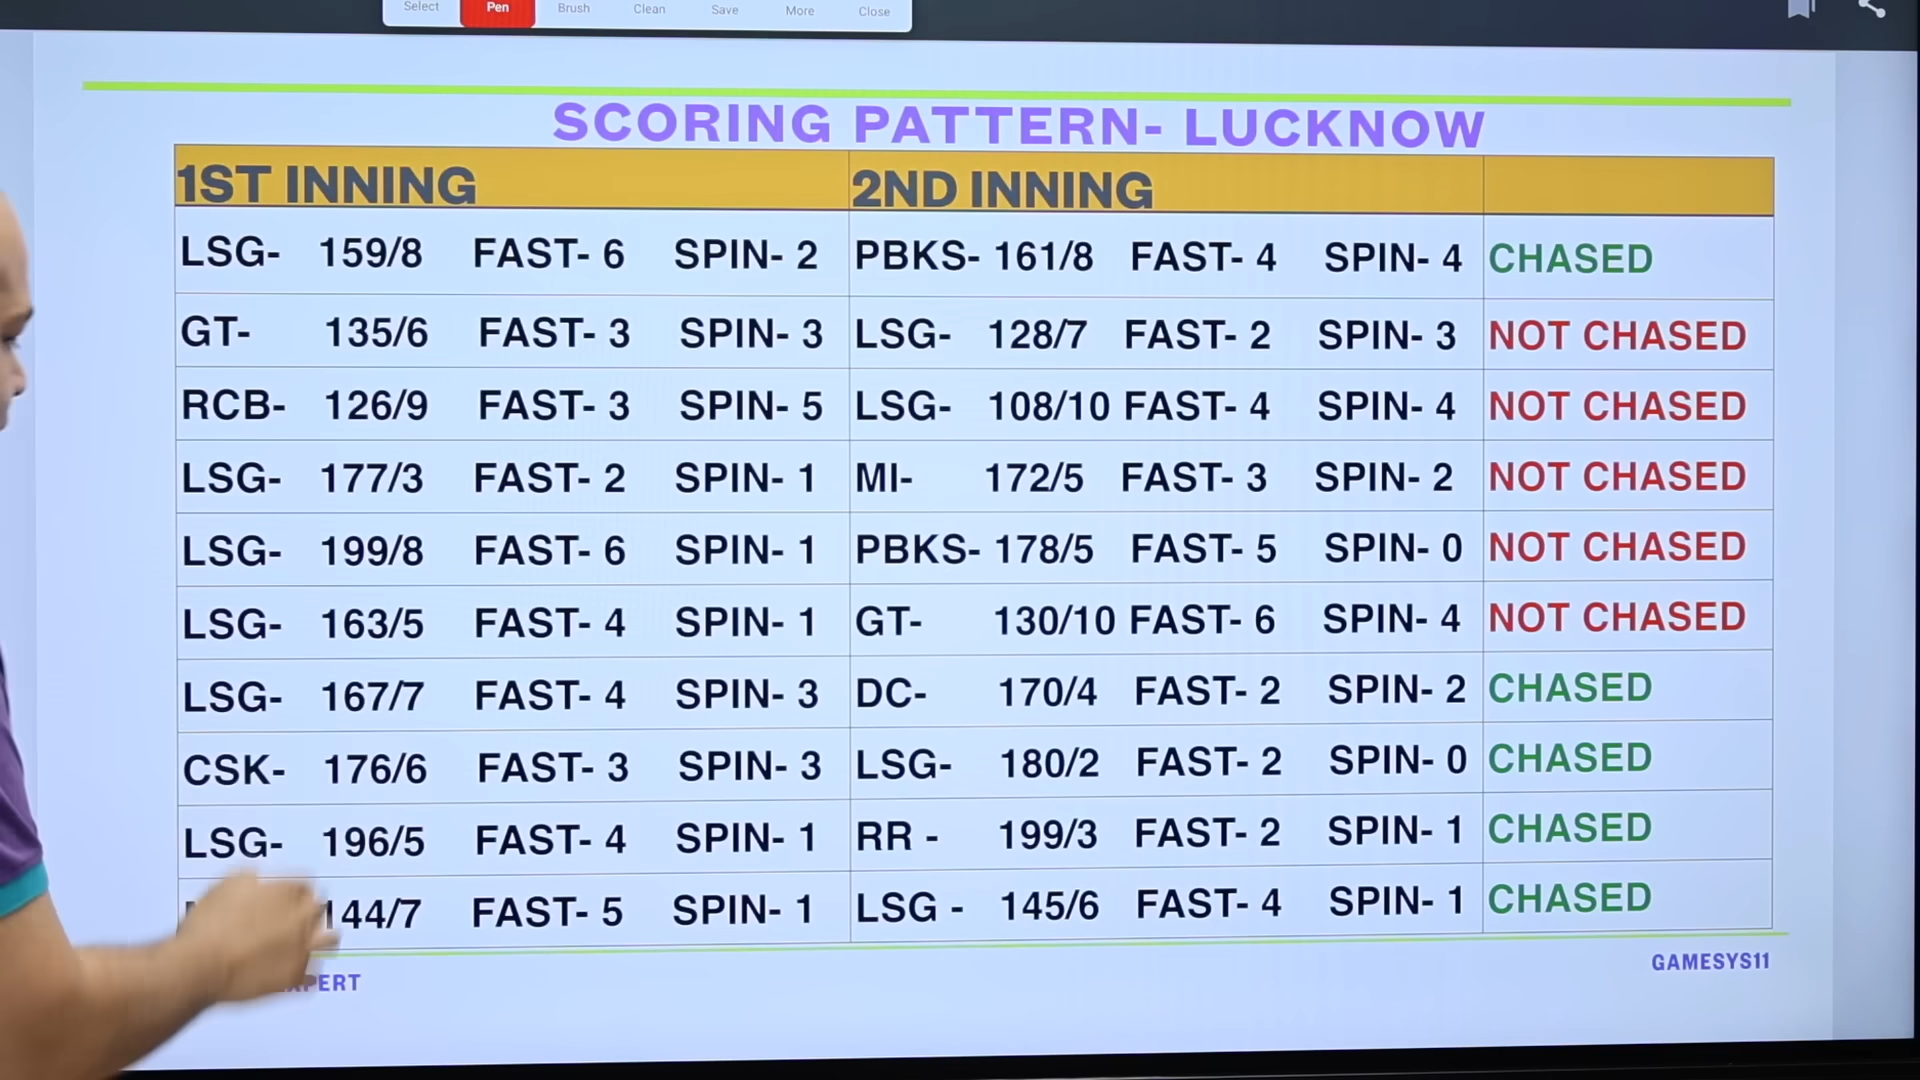 Select Pen Brush Clean Save More Close
SCORING PATTERN- LUCKNOW
1ST INNING 2ND INNING
LSG- 159/8 FAST- 6 SPIN- 2 PBKS- 161/8 FAST- 4 SPIN- 4 CHASED
GT- 135/6 FAST- 3 SPIN- 3 LSG- 128/7 FAST- 2 SPIN- 3 NOT CHASED
RCB- 126/9 FAST- 3 SPIN- 5 LSG- 108/10 FAST- 4 SPIN- 4 NOT CHASED
LSG- 177/3 FAST- 2 SPIN- 1 MI- 172/5 FAST- 3 SPIN- 2 NOT CHASED
LSG- 199/8 FAST- 6 SPIN- 1 PBKS- 178/5 FAST- 5 SPIN- 0 NOT CHASED
LSG- 163/5 FAST- 4 SPIN- 1 GT- 130/10 FAST- 6 SPIN- 4 NOT CHASED
LSG- 167/7 FAST- 4 SPIN- 3 DC- 170/4 FAST- 2 SPIN- 2 CHASED
CSK- 176/6 FAST- 3 SPIN- 3 LSG- 180/2 FAST- 2 SPIN- 0 CHASED
LSG- 196/5 FAST- 4 SPIN- 1 RR - 199/3 FAST- 2 SPIN- 1 CHASED
144/7 FAST- 5 SPIN- 1 LSG - 145/6 FAST- 4 SPIN- 1 CHASED
GAMESYS11